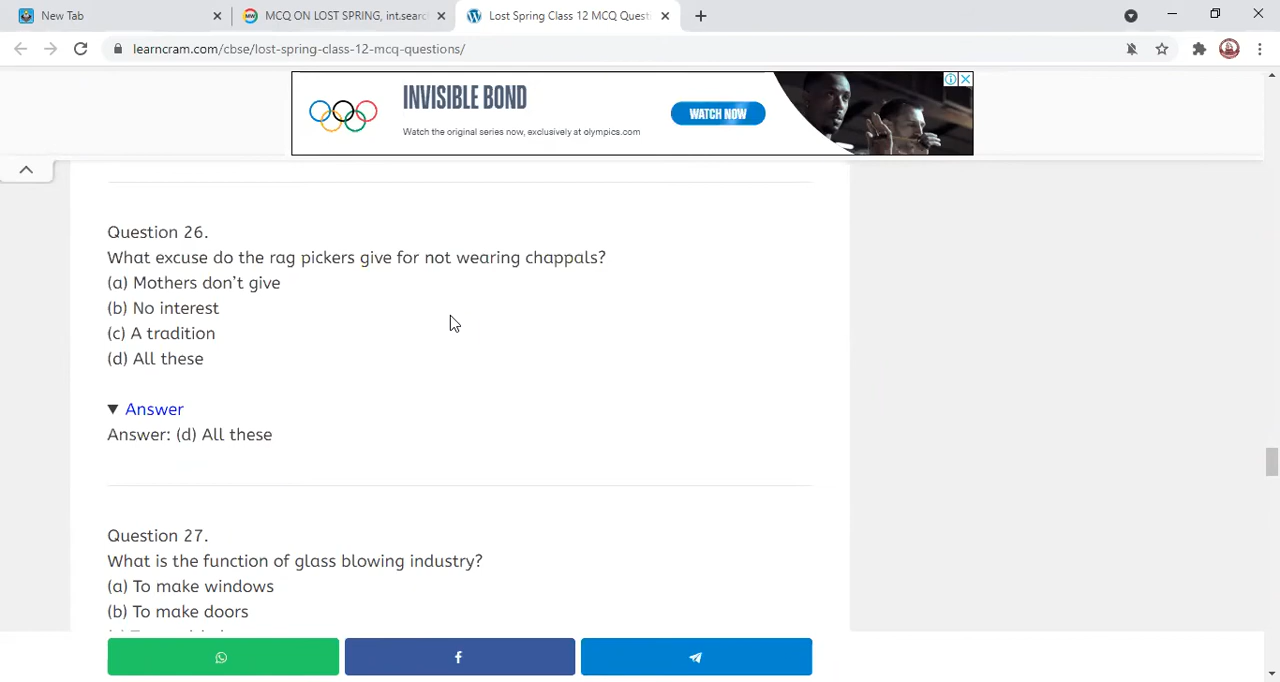 New Tab
MCQ ON LOST SPRING, int.search
Lost Spring Class 12 MCQ Quest
learncram.com/cbse/lost-spring-class-12-mcq-questions/
INVISIBLE BOND
Watch the original series now, exclusively at olympics.com
WATCH NOW
Question 26.
What excuse do the rag pickers give for not wearing chappals?
(a) Mothers don't give
(b) No interest
(c) A tradition
(d) All these
Answer
Answer: (d) All these
Question 27.
What is the function of glass blowing industry?
(a) To make windows
(b) To make doors